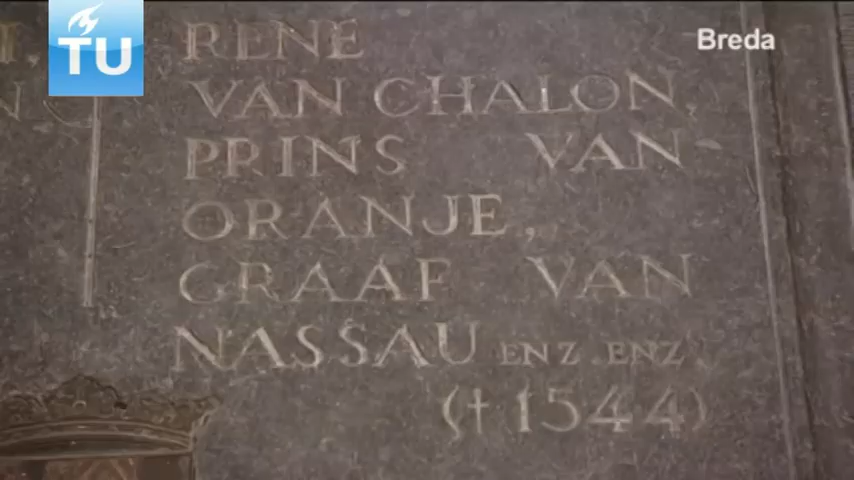 TU
Breda
RENE
VAN CHALON,
PRINS VAN
ORANJE,
GRAAF VAN
NASSAU ENZ. ENZ.
(† 1544)